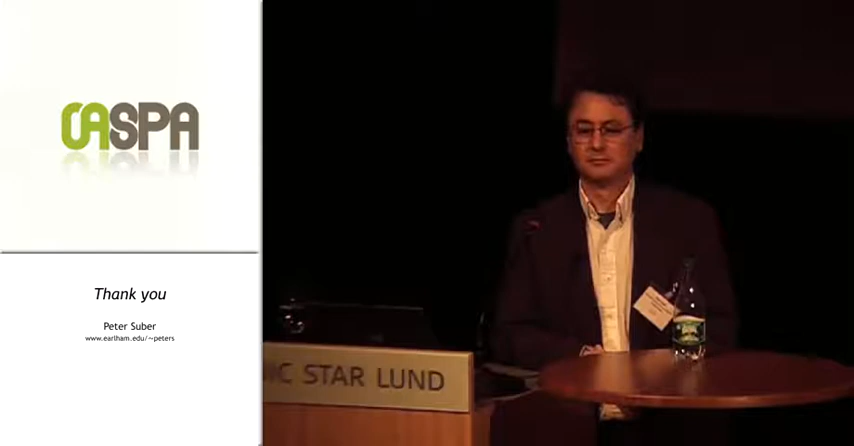 OASPA
Thank you
Peter Suber
www.earlham.edu/~peters
IC STAR LUND